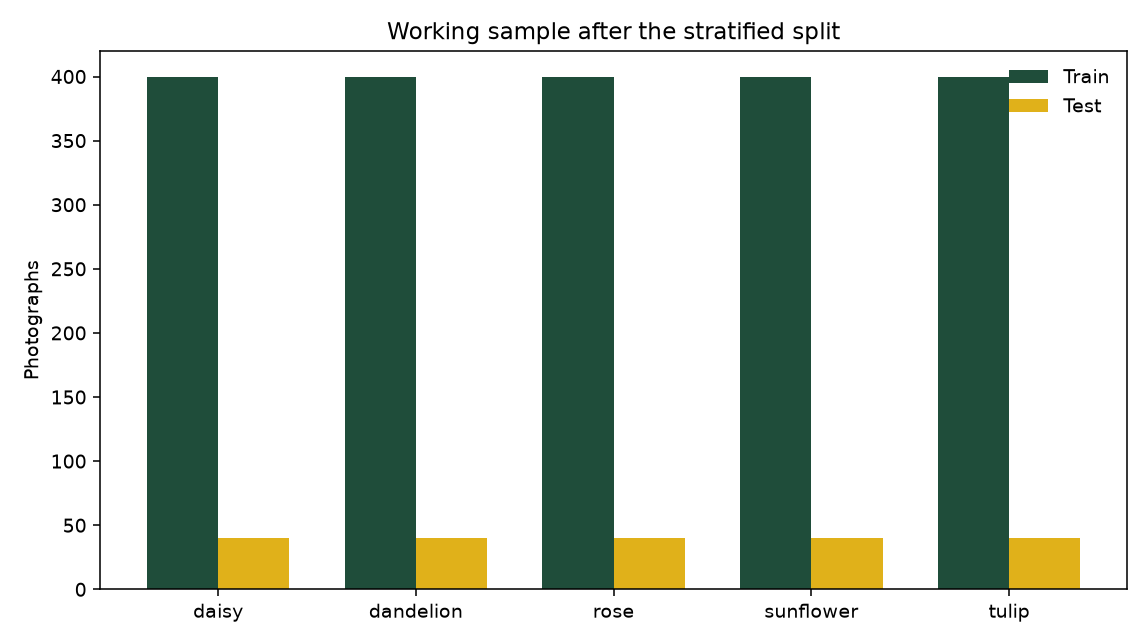 Working sample after the stratified split
Train
Test
Photographs
400
350
300
250
200
150
100
50
0
daisy dandelion rose sunflower tulip